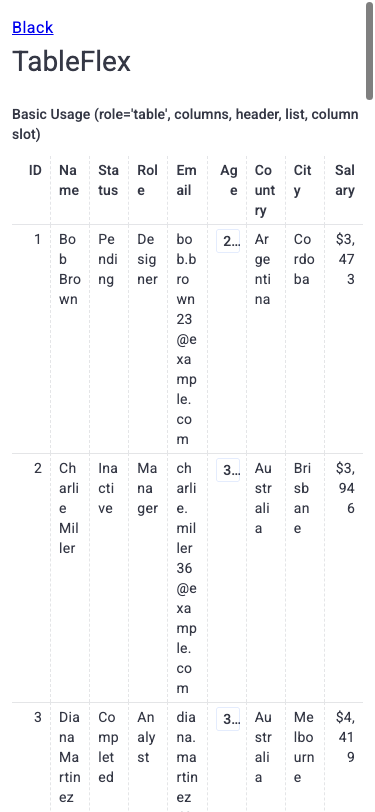 Black
TableFlex
Basic Usage (role='table', columns, header, list, column
slot)
ID Na Sta Rol Em Ag Co Cit Sal
me tus e ail e unt y ary
ry
1 Bo Pe De bo 2... Ar Co $3,
b ndi sig b.b ge rdo 47
Bro ng ner ro nti ba 3
wn wn na
23
@e
xa
mp
le.
co
m
2 Ch Ina Ma ch 3... Au Bri $3,
arli cti na arli str sb 94
e ve ger e. ali an 6
Mil mil a e
ler ler
36
@e
xa
mp
le.
co
m
3 Dia Co An dia 3... Au Me $4,
na mp aly na. str lbo 41
Ma let st ma ali urn 9
rtin ed rtin a e
ez ez